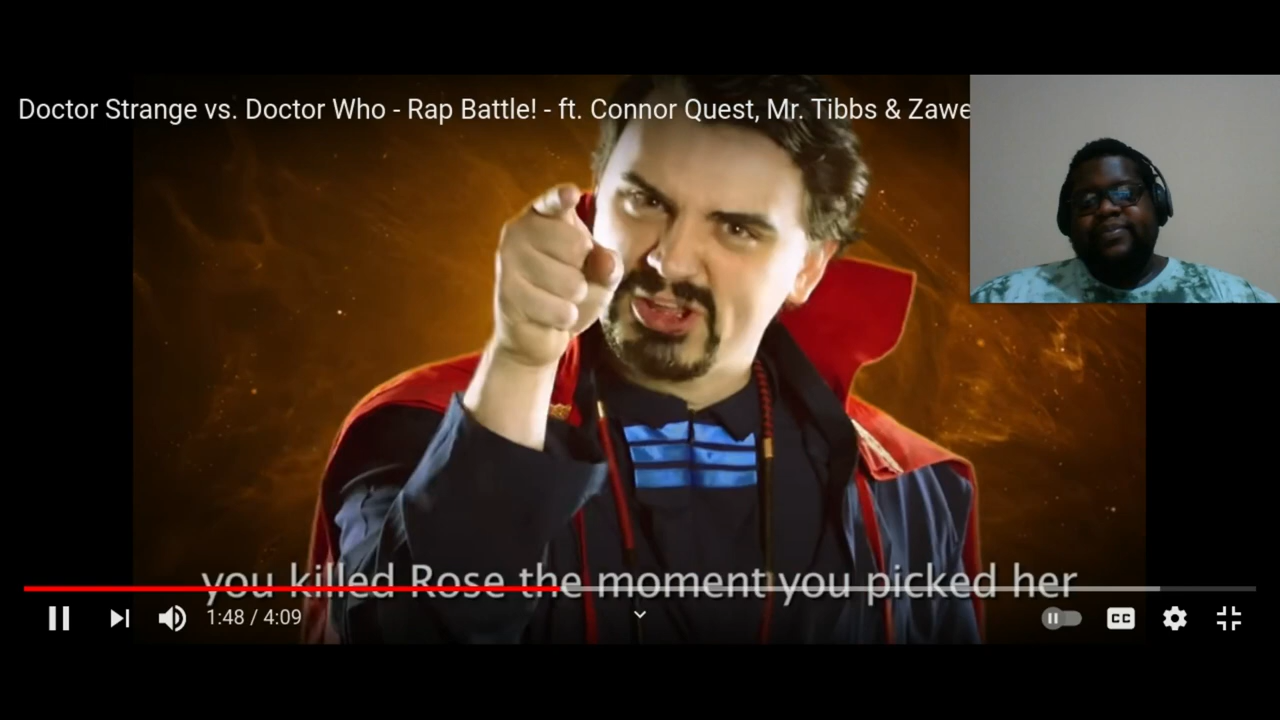 Doctor Strange vs. Doctor Who - Rap Battle! - ft. Connor Quest, Mr. Tibbs & Zawe
you killed Rose the moment you picked her
1:48 / 4:09
CC